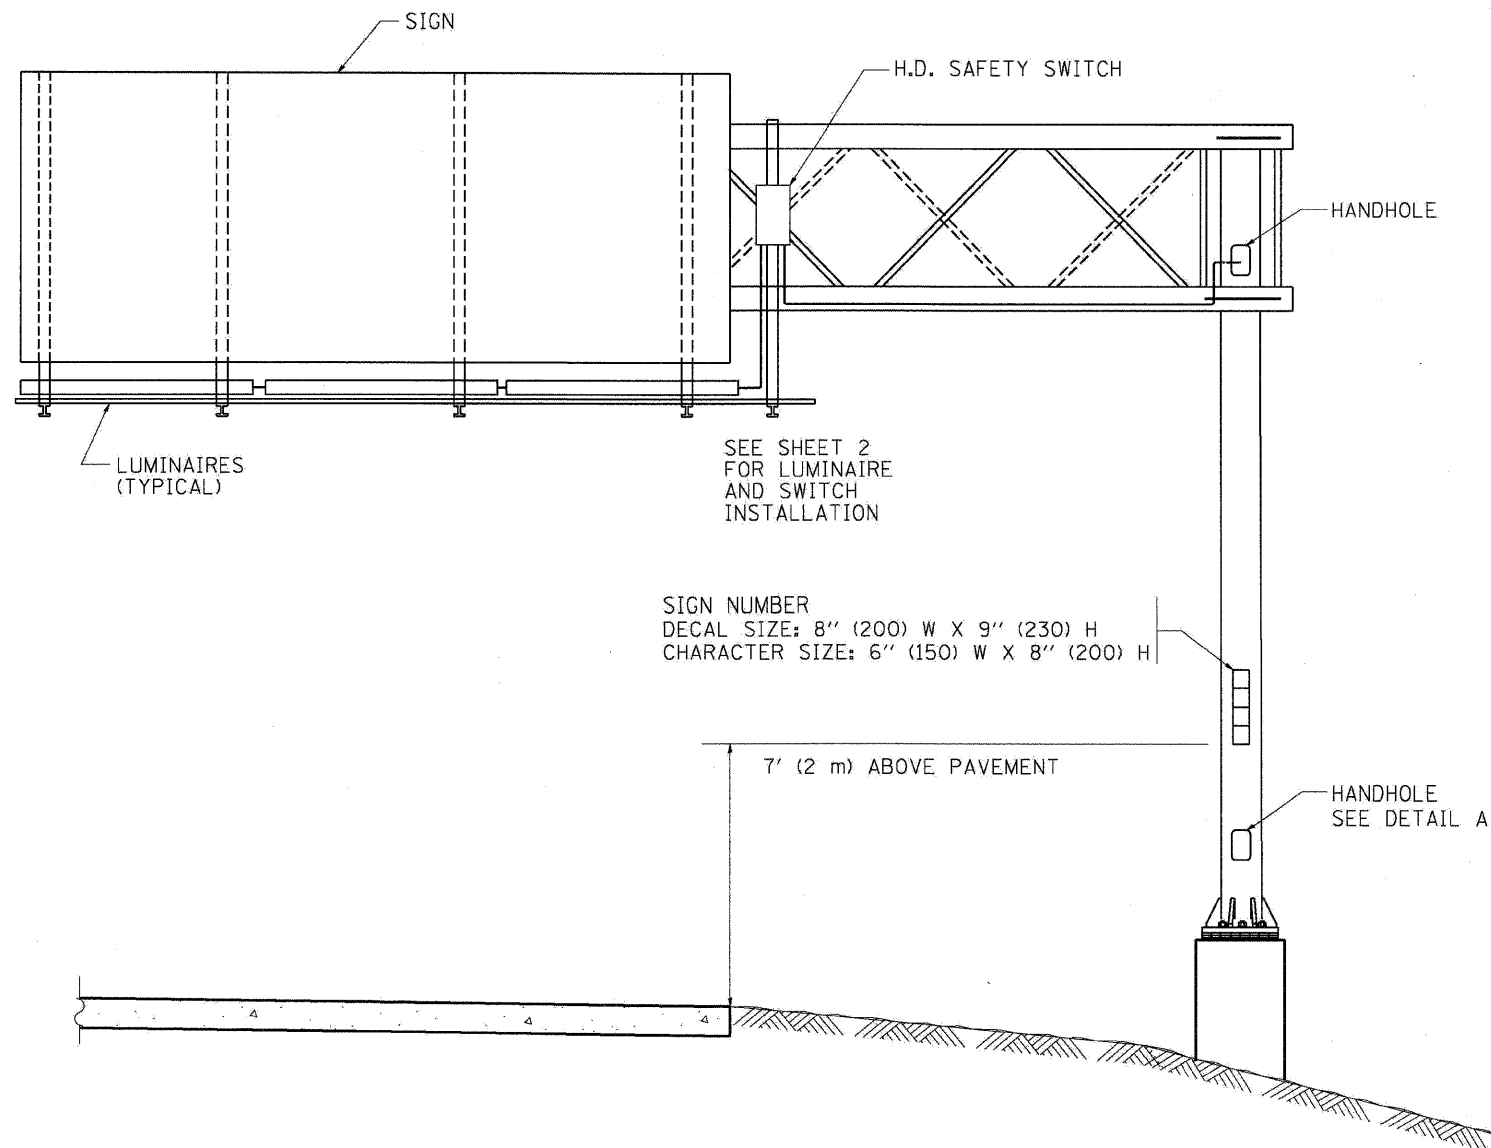 SIGN
H.D. SAFETY SWITCH
HANDHOLE
LUMINAIRES
(TYPICAL)
SEE SHEET 2
FOR LUMINAIRE
AND SWITCH
INSTALLATION
SIGN NUMBER
DECAL SIZE: 8'' (200) W X 9'' (230) H
CHARACTER SIZE: 6'' (150) W X 8'' (200) H
7' (2 m) ABOVE PAVEMENT
HANDHOLE
SEE DETAIL A